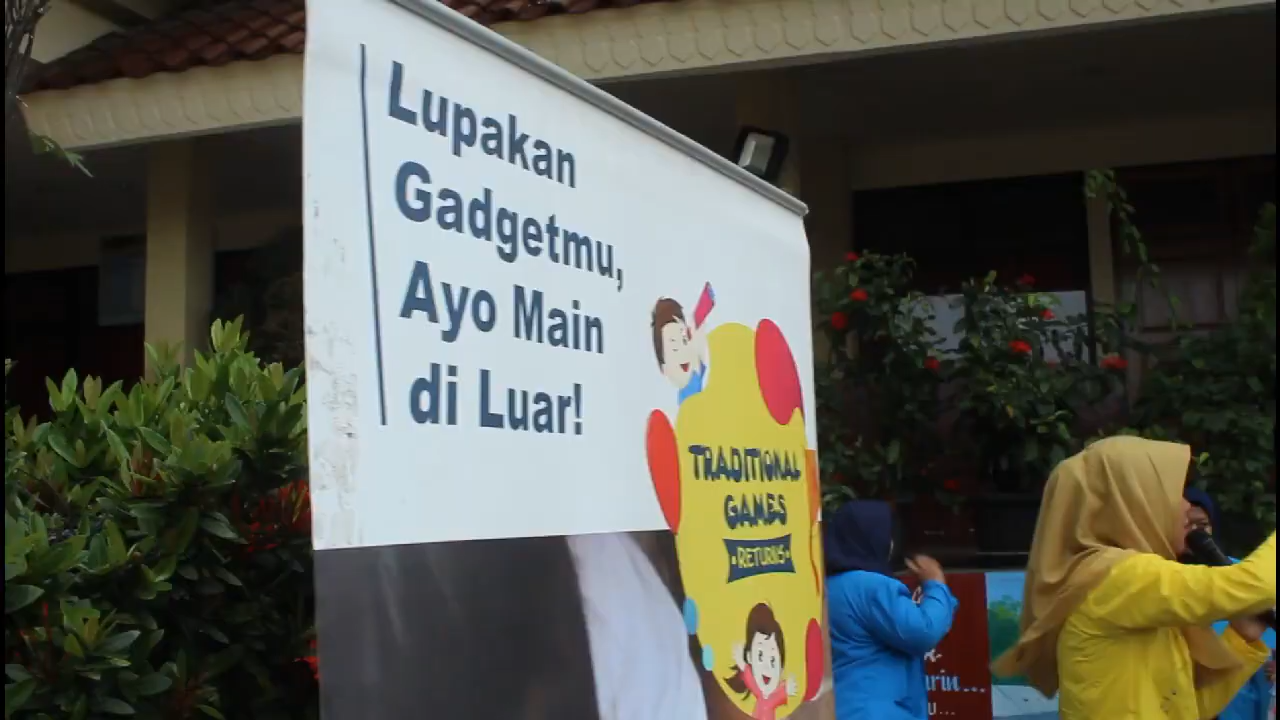 Lupakan
Gadgetmu,
Ayo Main
di Luar!
TRADITIONAL
GAMES
RETURNS